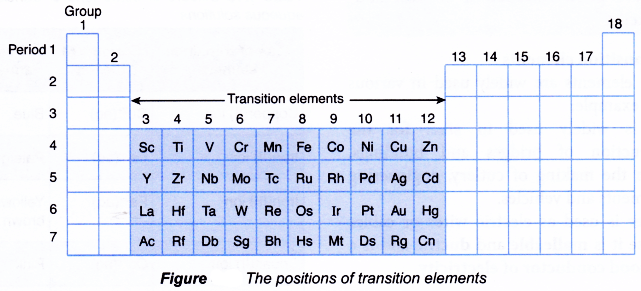 Group
1 18
Period 1
2 13 14 15 16 17
2
Transition elements
3
3 4 5 6 7 8 9 10 11 12
4 Sc Ti V Cr Mn Fe Co Ni Cu Zn
5 Y Zr Nb Mo Tc Ru Rh Pd Ag Cd
6 La Hf Ta W Re Os Ir Pt Au Hg
7 Ac Rf Db Sg Bh Hs Mt Ds Rg Cn
Figure The positions of transition elements